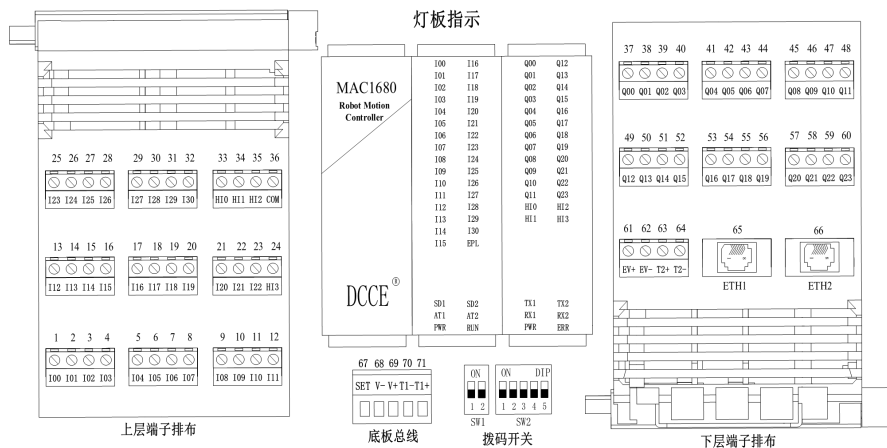 灯板指示
25 26 27 28 29 30 31 32 33 34 35 36
I23 I24 I25 I26 I27 I28 I29 I30 HI0 HI1 HI2 COM
13 14 15 16 17 18 19 20 21 22 23 24
I12 I13 I14 I15 I16 I17 I18 I19 I20 I21 I22 HI3
1 2 3 4 5 6 7 8 9 10 11 12
I00 I01 I02 I03 I04 I05 I06 I07 I08 I09 I10 I11
上层端子排布
MAC1680
Robot Motion
Controller
DCCE®
I00 I16
I01 I17
I02 I18
I03 I19
I04 I20
I05 I21
I06 I22
I07 I23
I08 I24
I09 I25
I10 I26
I11 I27
I12 I28
I13 I29
I14 I30
I15 EPL
SD1 SD2
AT1 AT2
PWR RUN
Q00 Q12
Q01 Q13
Q02 Q14
Q03 Q15
Q04 Q16
Q05 Q17
Q06 Q18
Q07 Q19
Q08 Q20
Q09 Q21
Q10 Q22
Q11 Q23
HI0 HI2
HI1 HI3
TX1 TX2
RX1 RX2
PWR ERR
67 68 69 70 71
SET V- V+ T1- T1+
底板总线
ON
1 2
SW1
ON DIP
1 2 3 4 5
SW2
拨码开关
37 38 39 40 41 42 43 44 45 46 47 48
Q00 Q01 Q02 Q03 Q04 Q05 Q06 Q07 Q08 Q09 Q10 Q11
49 50 51 52 53 54 55 56 57 58 59 60
Q12 Q13 Q14 Q15 Q16 Q17 Q18 Q19 Q20 Q21 Q22 Q23
61 62 63 64 65 66
EV+ EV- T2+ T2-
ETH1 ETH2
下层端子排布